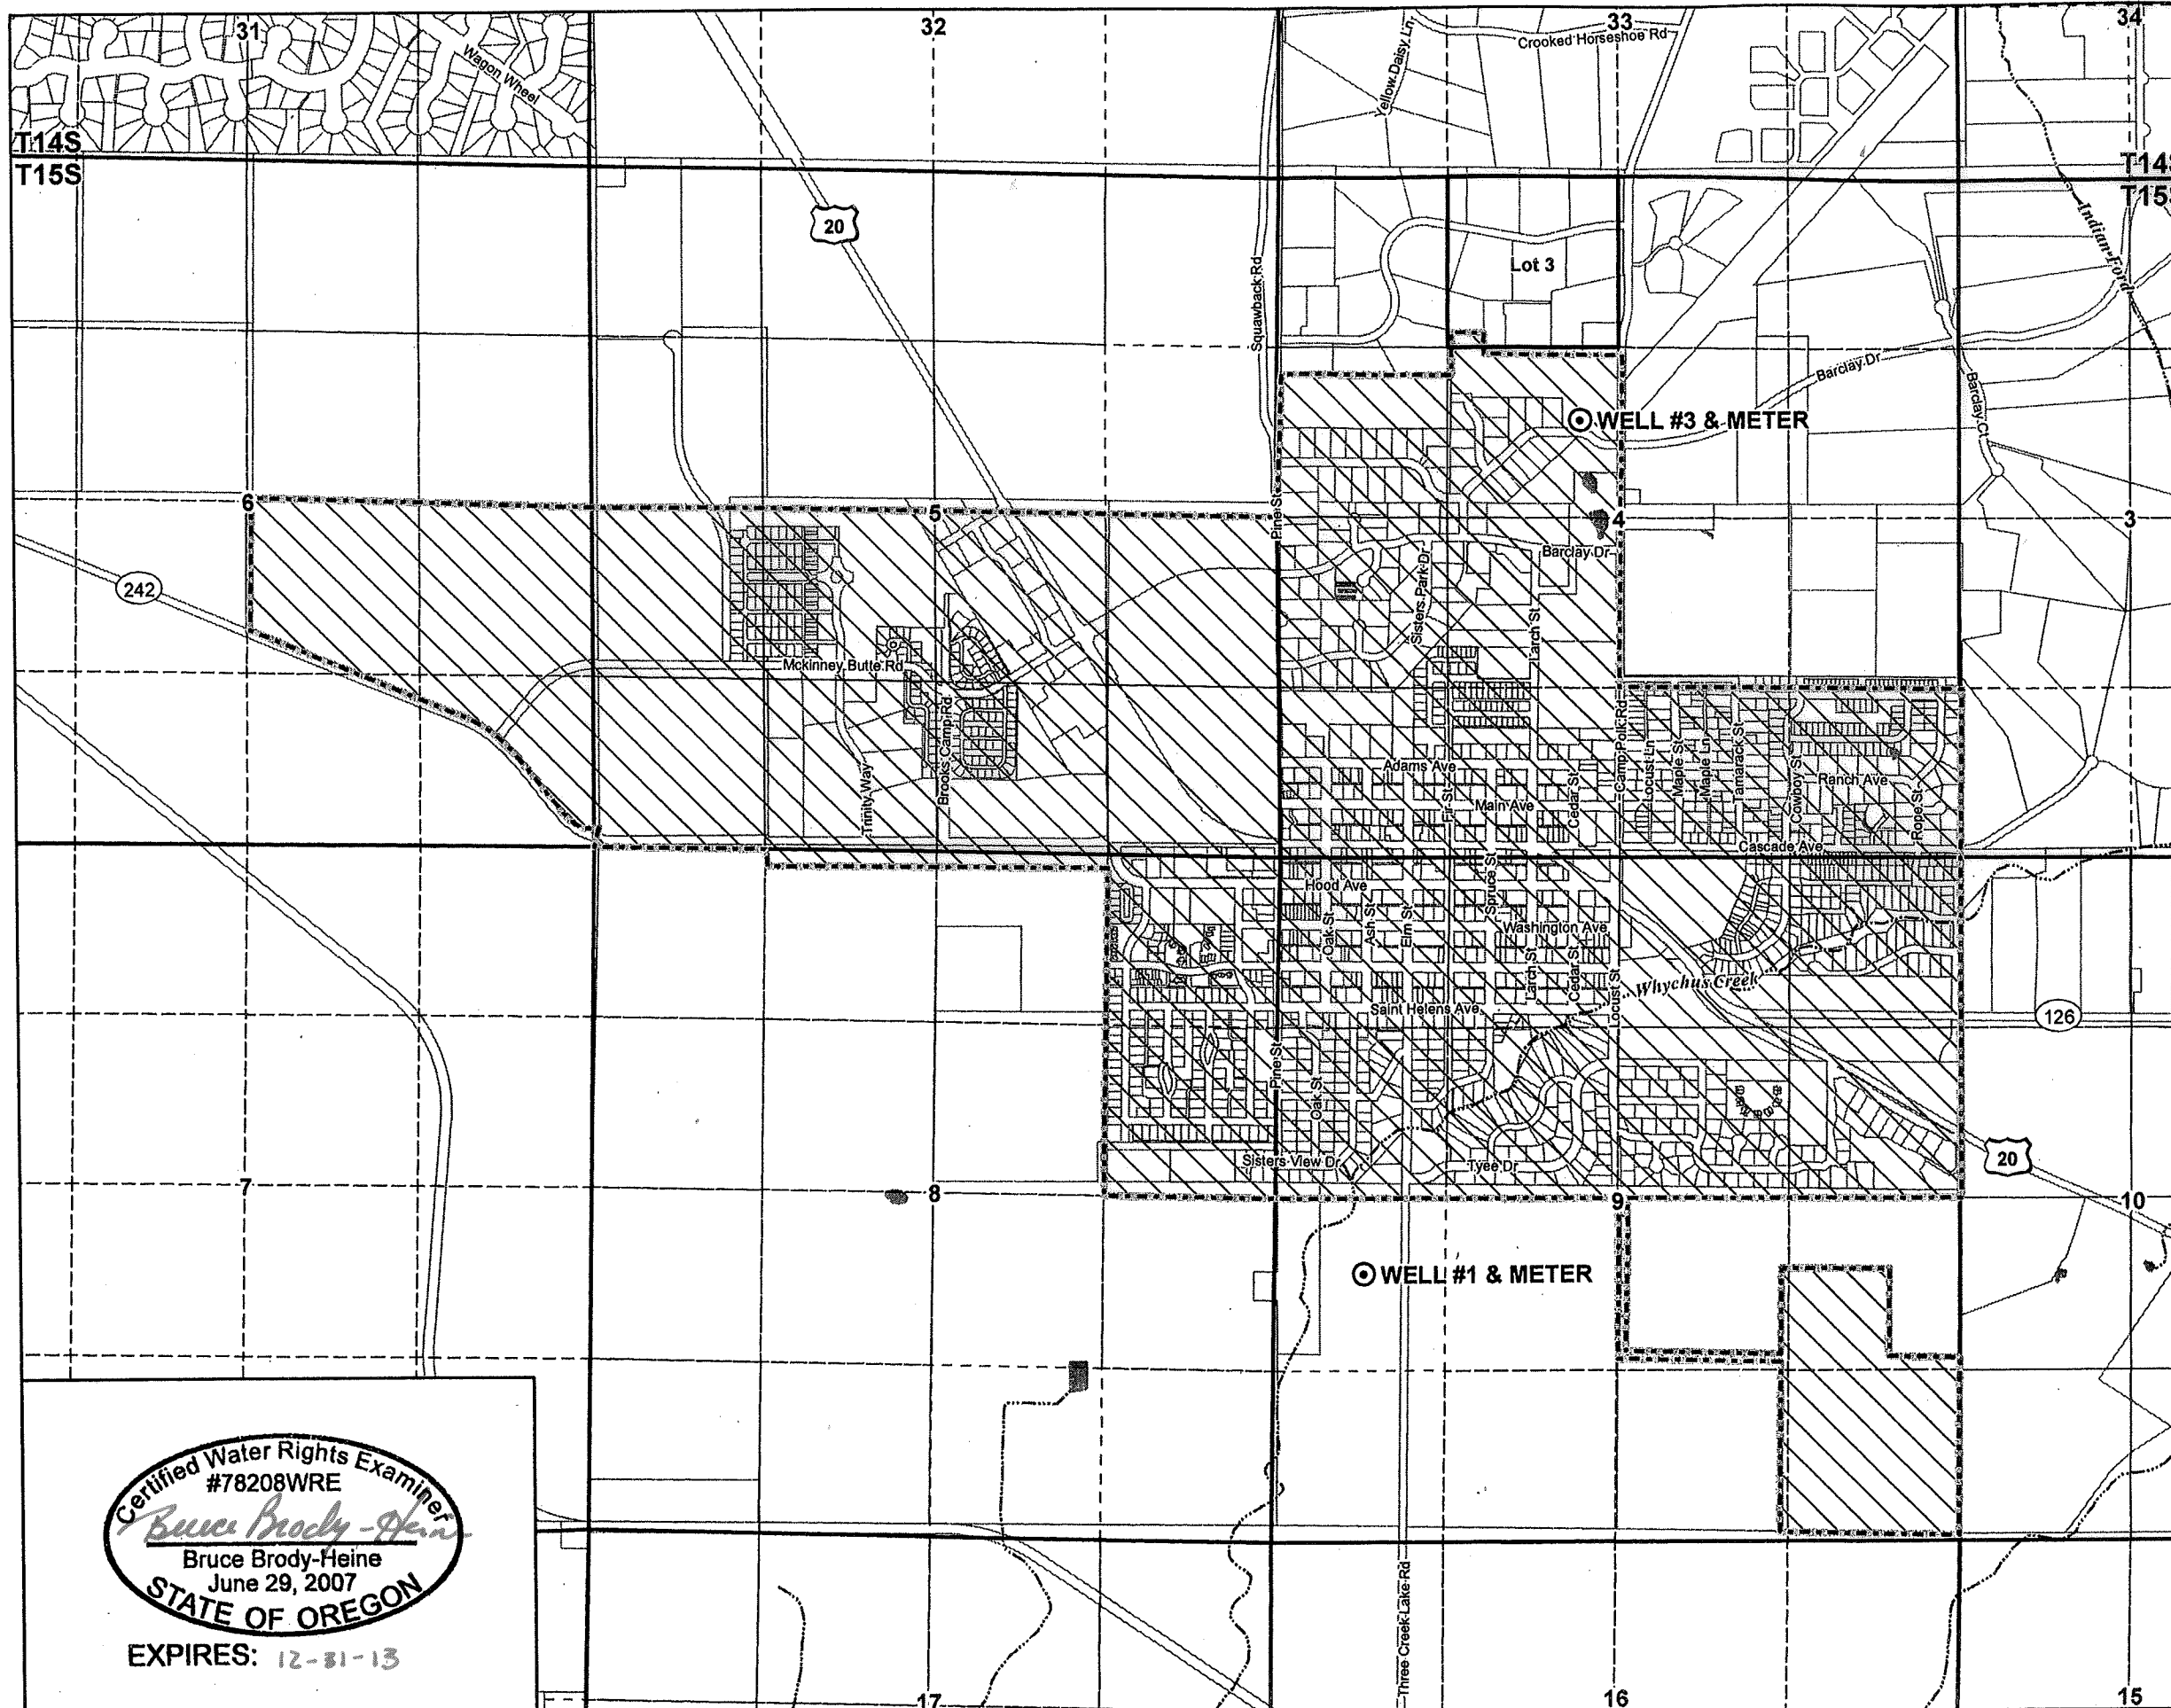 31
32
33
34
Wagon Wheel
Yellow Daisy Ln
Crooked Horseshoe Rd
T14S
T15S
T14S
T15S
20
Squawback Rd
Lot 3
Indian Ford
Barclay Dr
Barclay Ct
WELL #3 & METER
6
5
4
3
Pine St
242
Barclay Dr
Sisters Park Dr
Larch St
Mckinney Butte Rd
Brooks Camp Rd
Trinity Way
Adams Ave
Main Ave
Fir St
Cedar St
Camp Polk Rd
Locust Ln
Maple St
Maple Ln
Tamarack St
Cowboy St
Ranch Ave
Rope St
Cascade Ave
Hood Ave
Oak St
Ash St
Elm St
Spruce St
Washington Ave
Larch St
Cedar St
Locust St
Whychus Creek
Saint Helens Ave
126
Pine St
Oak St
Sisters View Dr
Tyee Dr
20
7
8
9
10
WELL #1 & METER
Certified Water Rights Examiner
#78208WRE
Bruce Brody-Heine
Bruce Brody-Heine
June 29, 2007
STATE OF OREGON
EXPIRES: 12-31-13
Three Creek Lake Rd
17
16
15